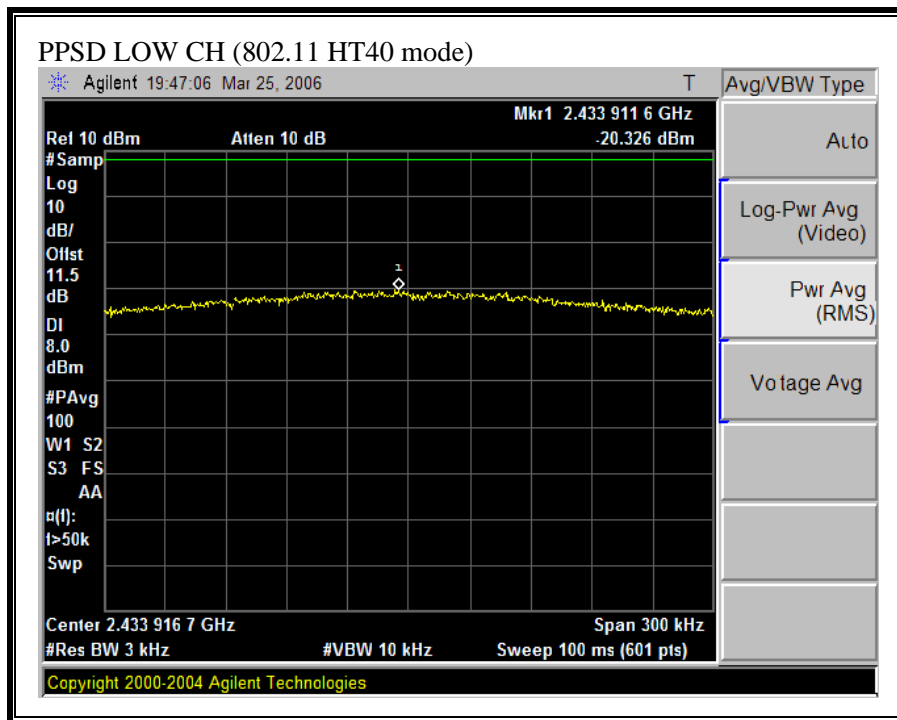 PPSD LOW CH (802.11 HT40 mode)
Agilent 19:47:06 Mar 25, 2006 T
Avg/VBW Type
Mkr1 2.433 911 6 GHz
Ref 10 dBm Atten 10 dB -20.326 dBm
#Samp
Log
10
dB/
Offst
11.5
dB
DI
8.0
dBm
#PAvg
100
W1 S2
S3 FS
AA
¤(f):
f>50k
Swp
1
Center 2.433 916 7 GHz Span 300 kHz
#Res BW 3 kHz #VBW 10 kHz Sweep 100 ms (601 pts)
Copyright 2000-2004 Agilent Technologies
Auto
Log-Pwr Avg
(Video)
Pwr Avg
(RMS)
Vo tage Avg